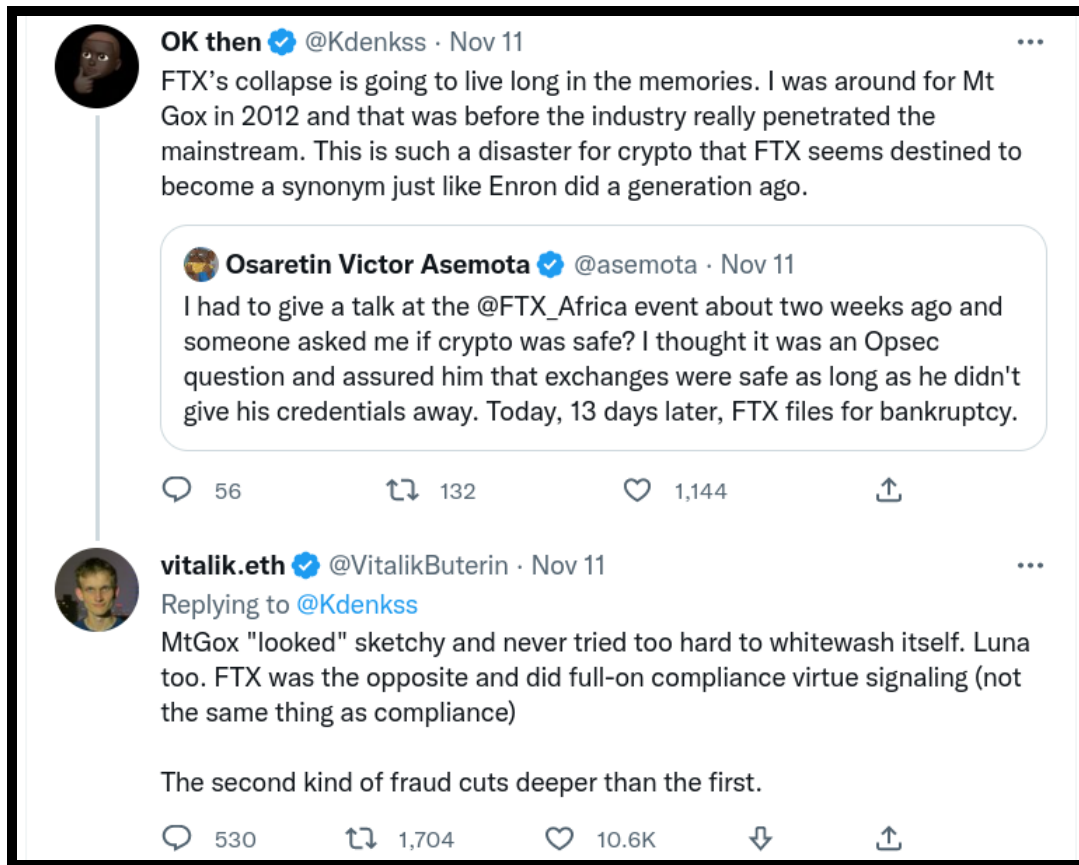 OK then @Kdenkss · Nov 11
FTX’s collapse is going to live long in the memories. I was around for Mt
Gox in 2012 and that was before the industry really penetrated the
mainstream. This is such a disaster for crypto that FTX seems destined to
become a synonym just like Enron did a generation ago.
Osaretin Victor Asemota @asemota · Nov 11
I had to give a talk at the @FTX_Africa event about two weeks ago and
someone asked me if crypto was safe? I thought it was an Opsec
question and assured him that exchanges were safe as long as he didn't
give his credentials away. Today, 13 days later, FTX files for bankruptcy.
56 132 1,144
vitalik.eth @VitalikButerin · Nov 11
Replying to @Kdenkss
MtGox "looked" sketchy and never tried too hard to whitewash itself. Luna
too. FTX was the opposite and did full-on compliance virtue signaling (not
the same thing as compliance)
The second kind of fraud cuts deeper than the first.
530 1,704 10.6K